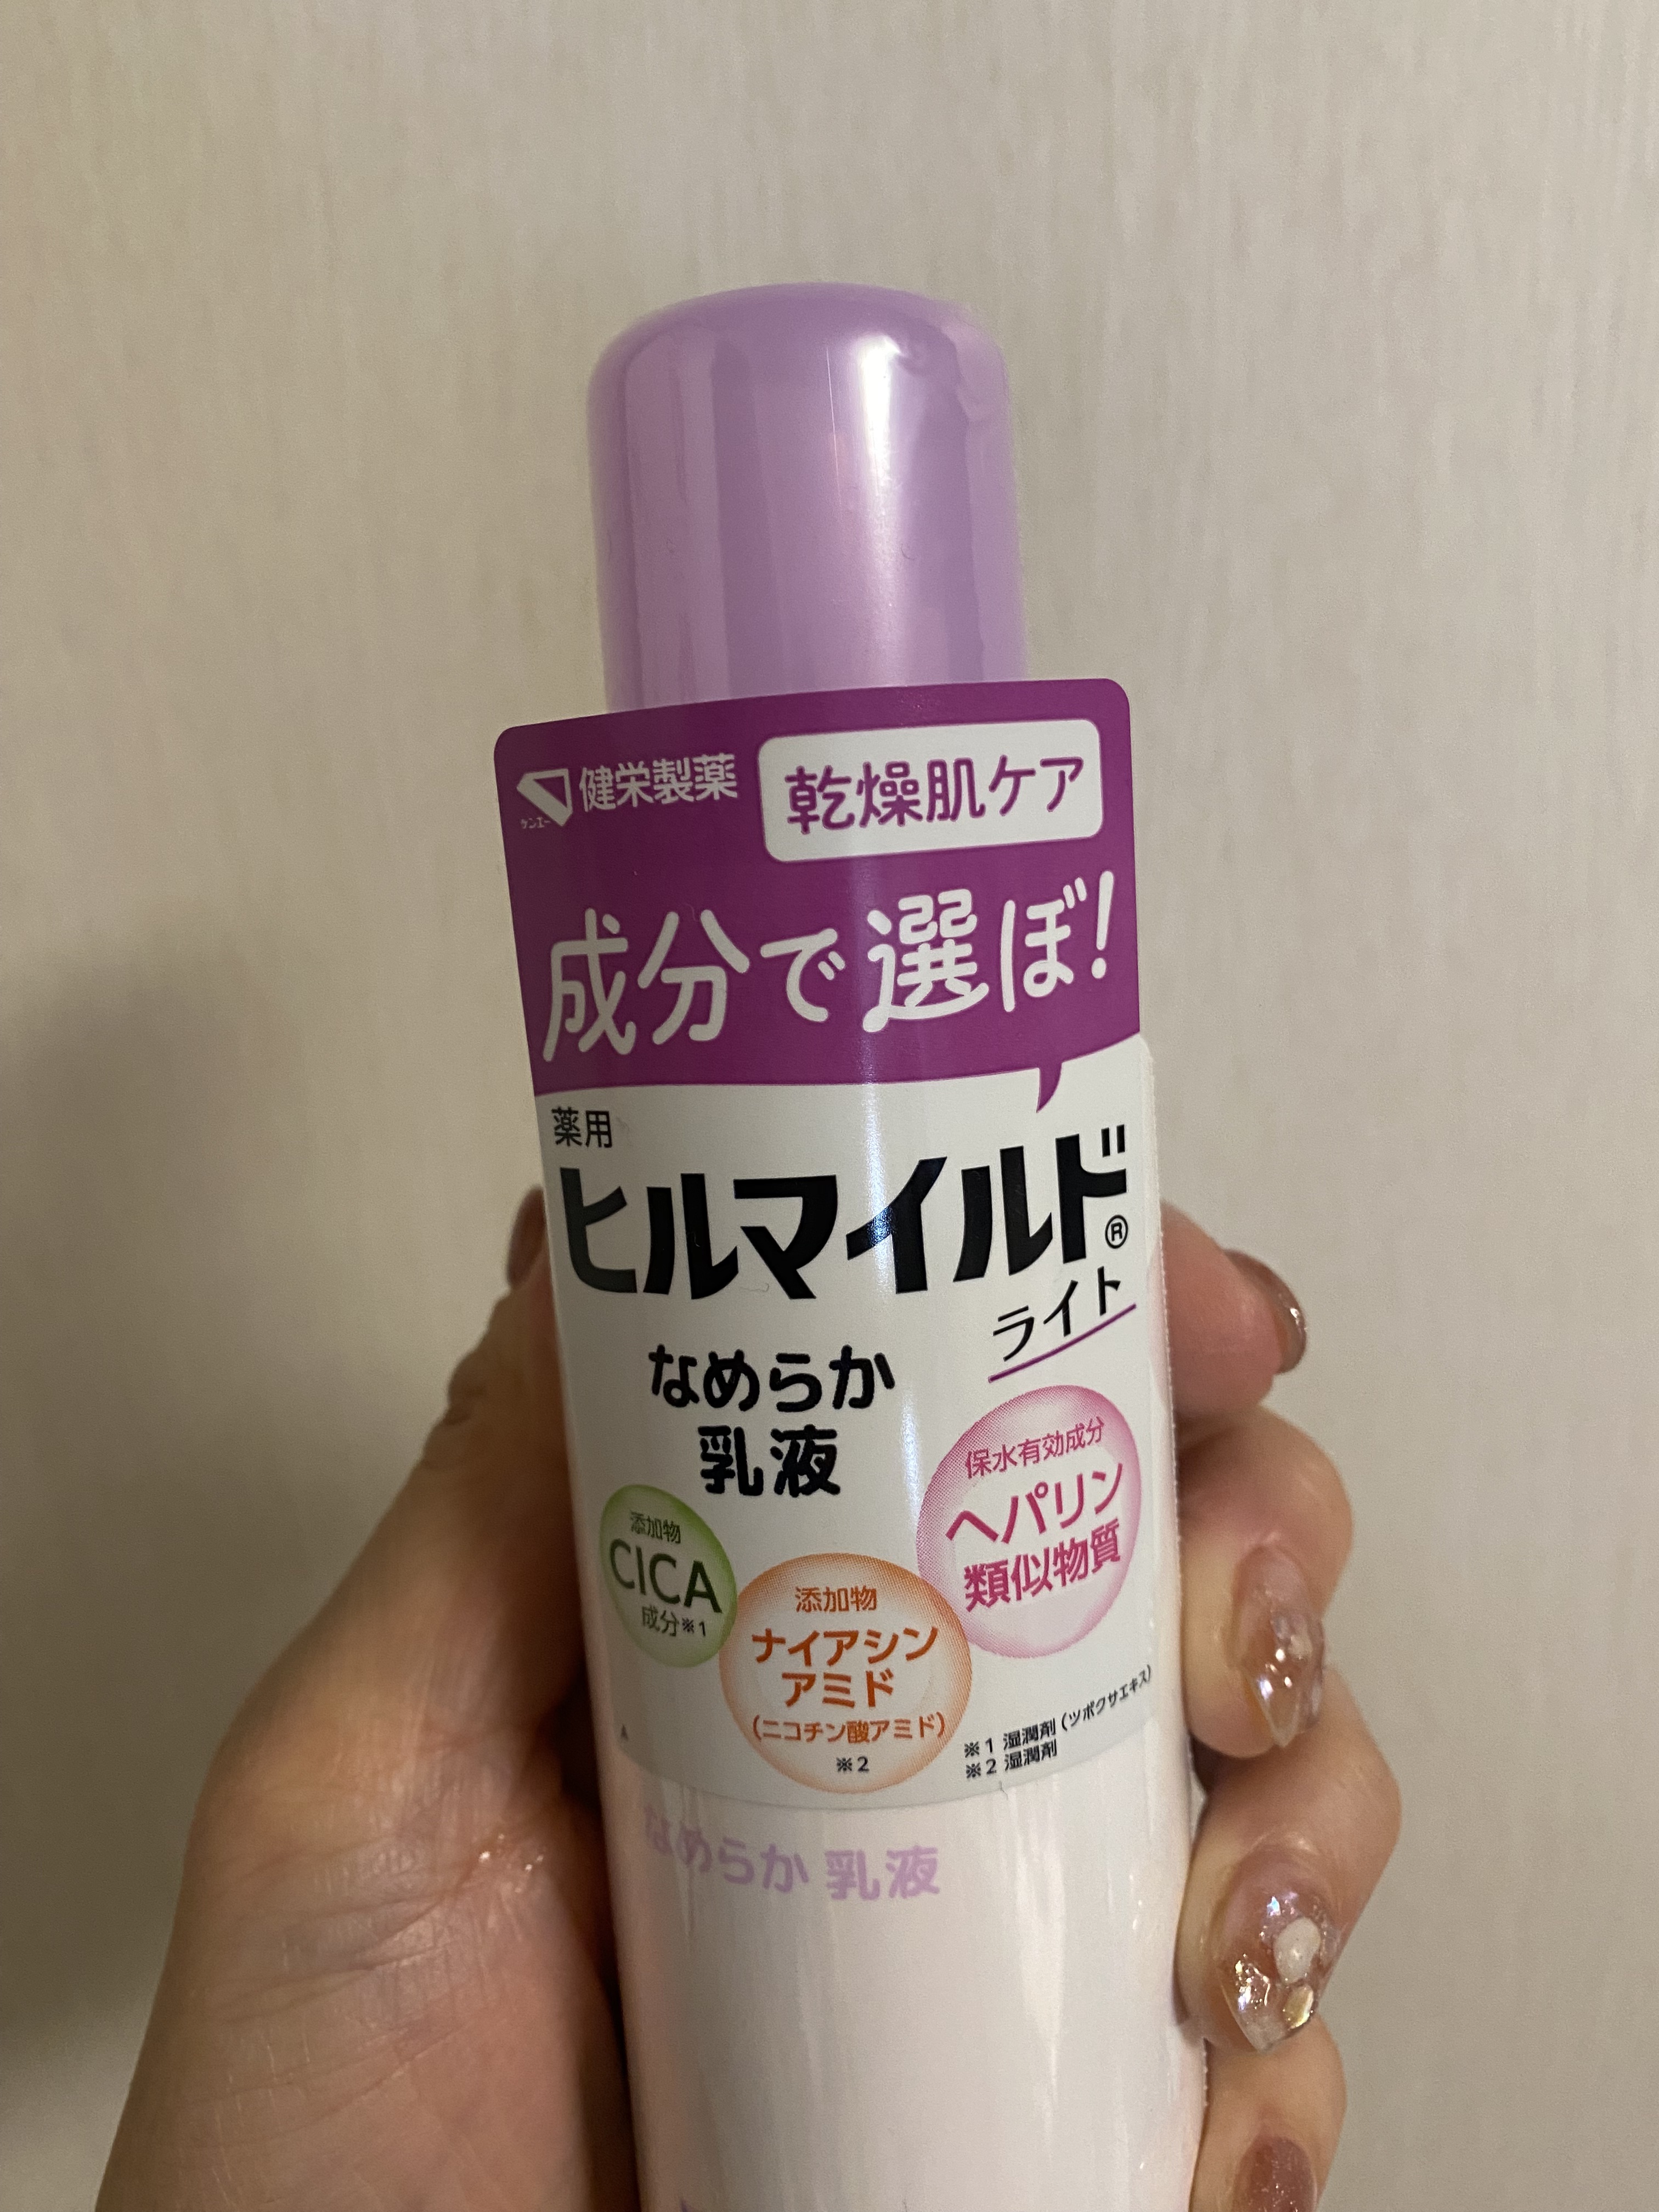 健栄製薬
ケンエー
乾燥肌ケア
成分で選ぼ!
薬用
ヒルマイルド®
ライト
なめらか
乳液
添加物
CICA
成分※1
添加物
ナイアシン
アミド
(ニコチン酸アミド)
※2
保水有効成分
ヘパリン
類似物質
※1 湿潤剤(ツボクサエキス)
※2 湿潤剤
A
なめらか 乳液